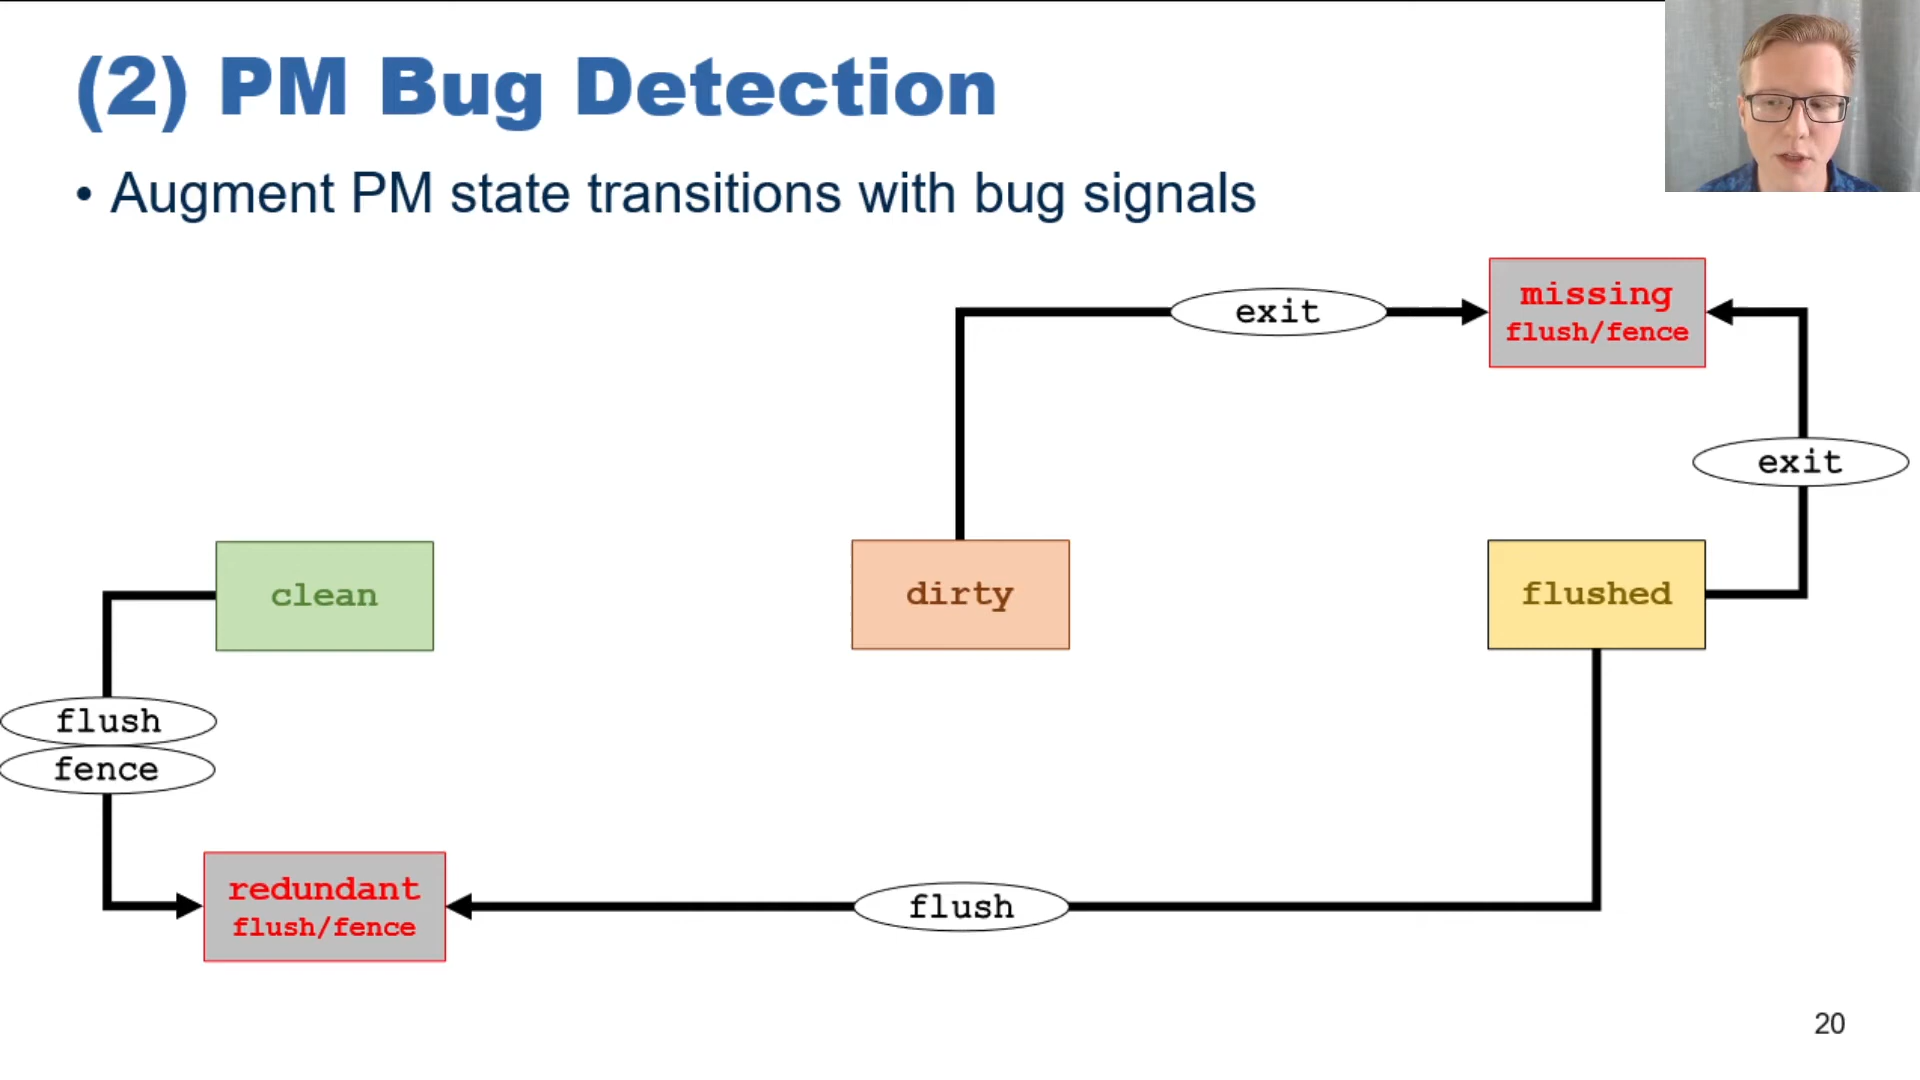 (2) PM Bug Detection
• Augment PM state transitions with bug signals
exit
missing
flush/fence
exit
clean
dirty
flushed
flush
fence
redundant
flush/fence
flush
20